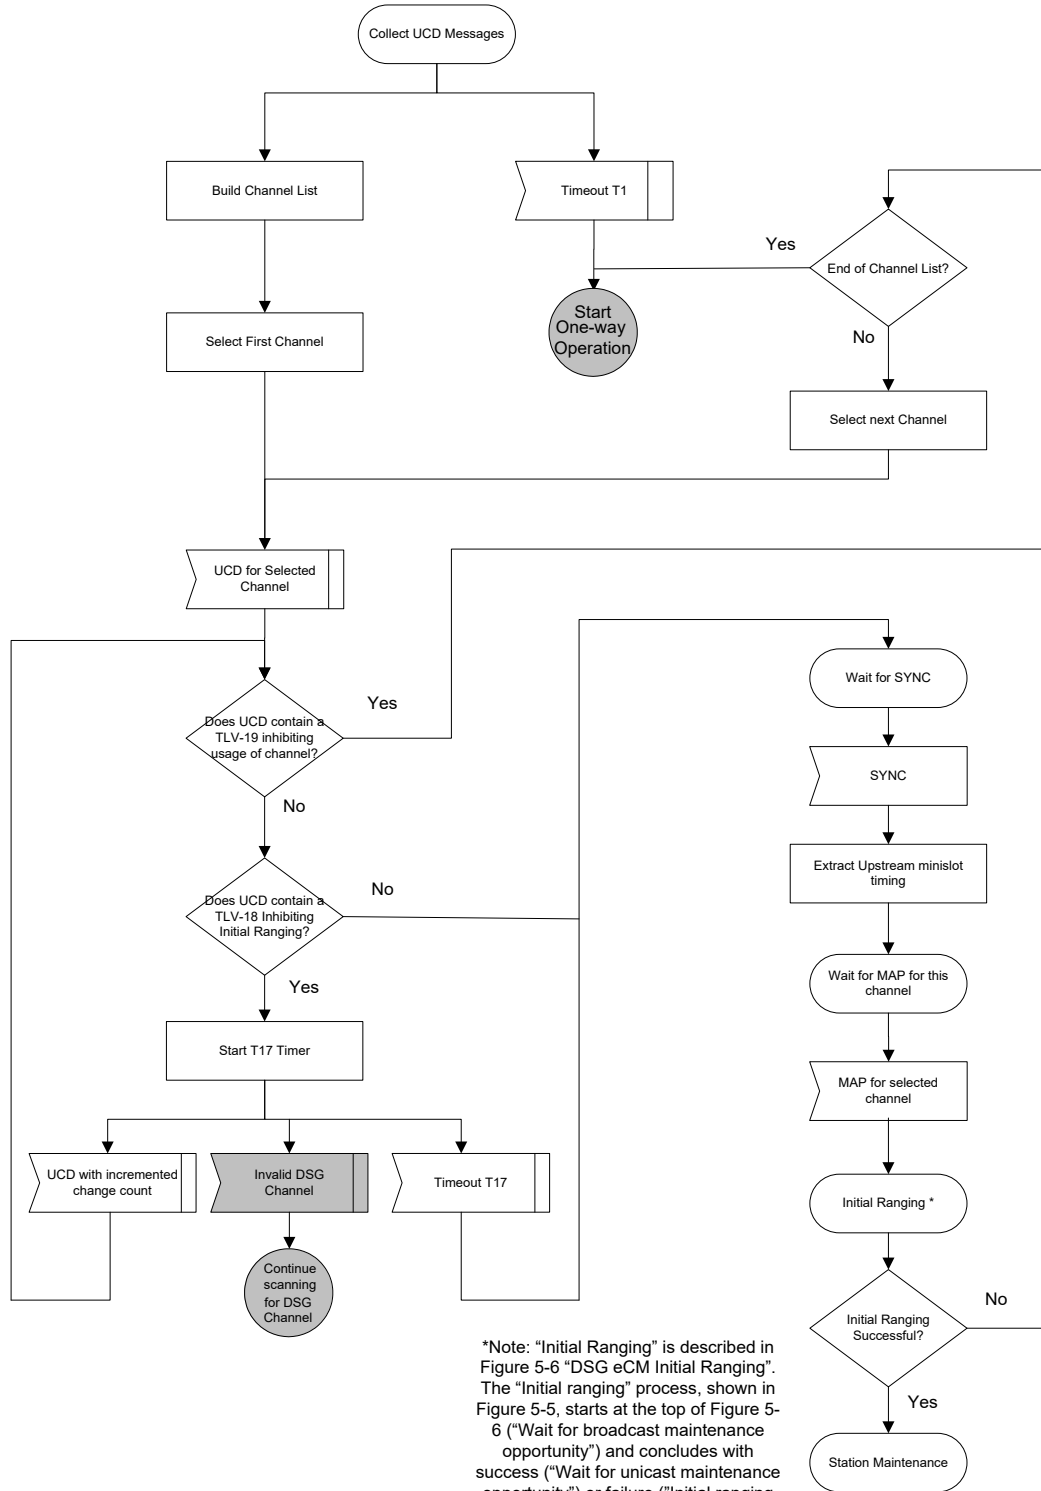 Collect UCD Messages
Build Channel List
Timeout T1
Yes
End of Channel List?
Start
One-way
Operation
Select First Channel
No
Select next Channel
UCD for Selected
Channel
Wait for SYNC
Yes
Does UCD contain a
TLV-19 inhibiting
usage of channel?
SYNC
No
Extract Upstream minislot
timing
No
Does UCD contain a
TLV-18 Inhibiting
Initial Ranging?
Wait for MAP for this
channel
Yes
Start T17 Timer
MAP for selected
channel
UCD with incremented
change count
Invalid DSG
Channel
Timeout T17
Initial Ranging *
Continue
scanning
for DSG
Channel
No
Initial Ranging
Successful?
*Note: “Initial Ranging” is described in
Figure 5-6 “DSG eCM Initial Ranging”.
The “Initial ranging” process, shown in
Figure 5-5, starts at the top of Figure 5-
6 (“Wait for broadcast maintenance
opportunity”) and concludes with
success (“Wait for unicast maintenance
opportunity”) or failure (”Initial ranging
Yes
Station Maintenance